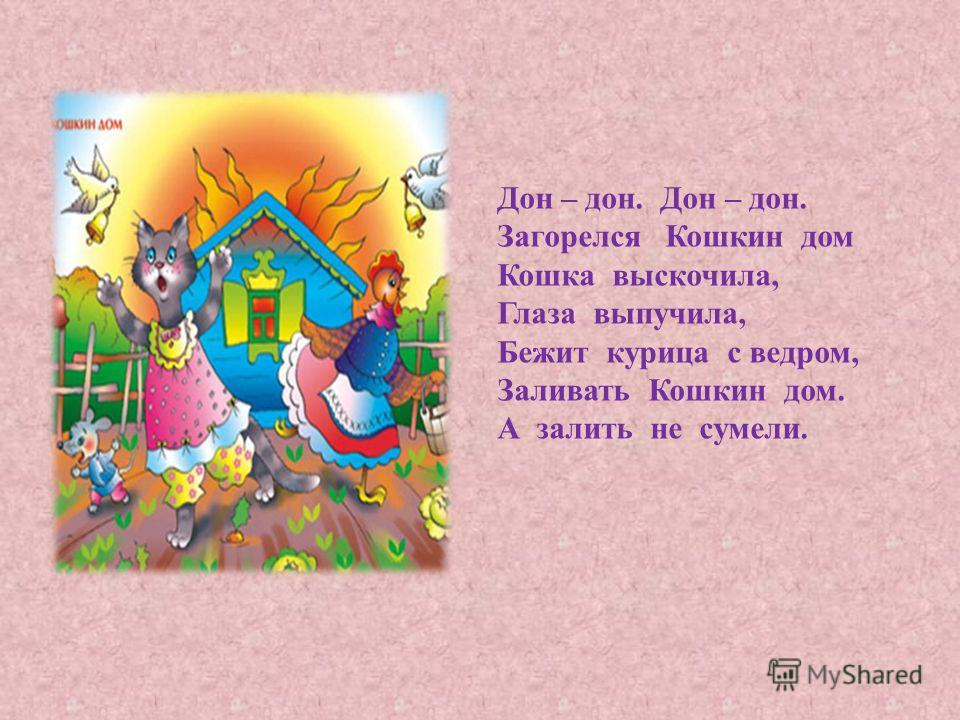 КОШКИН ДОМ
Дон – дон. Дон – дон.
Загорелся Кошкин дом
Кошка выскочила,
Глаза выпучила,
Бежит курица с ведром,
Заливать Кошкин дом.
А залить не сумели.
MyShared